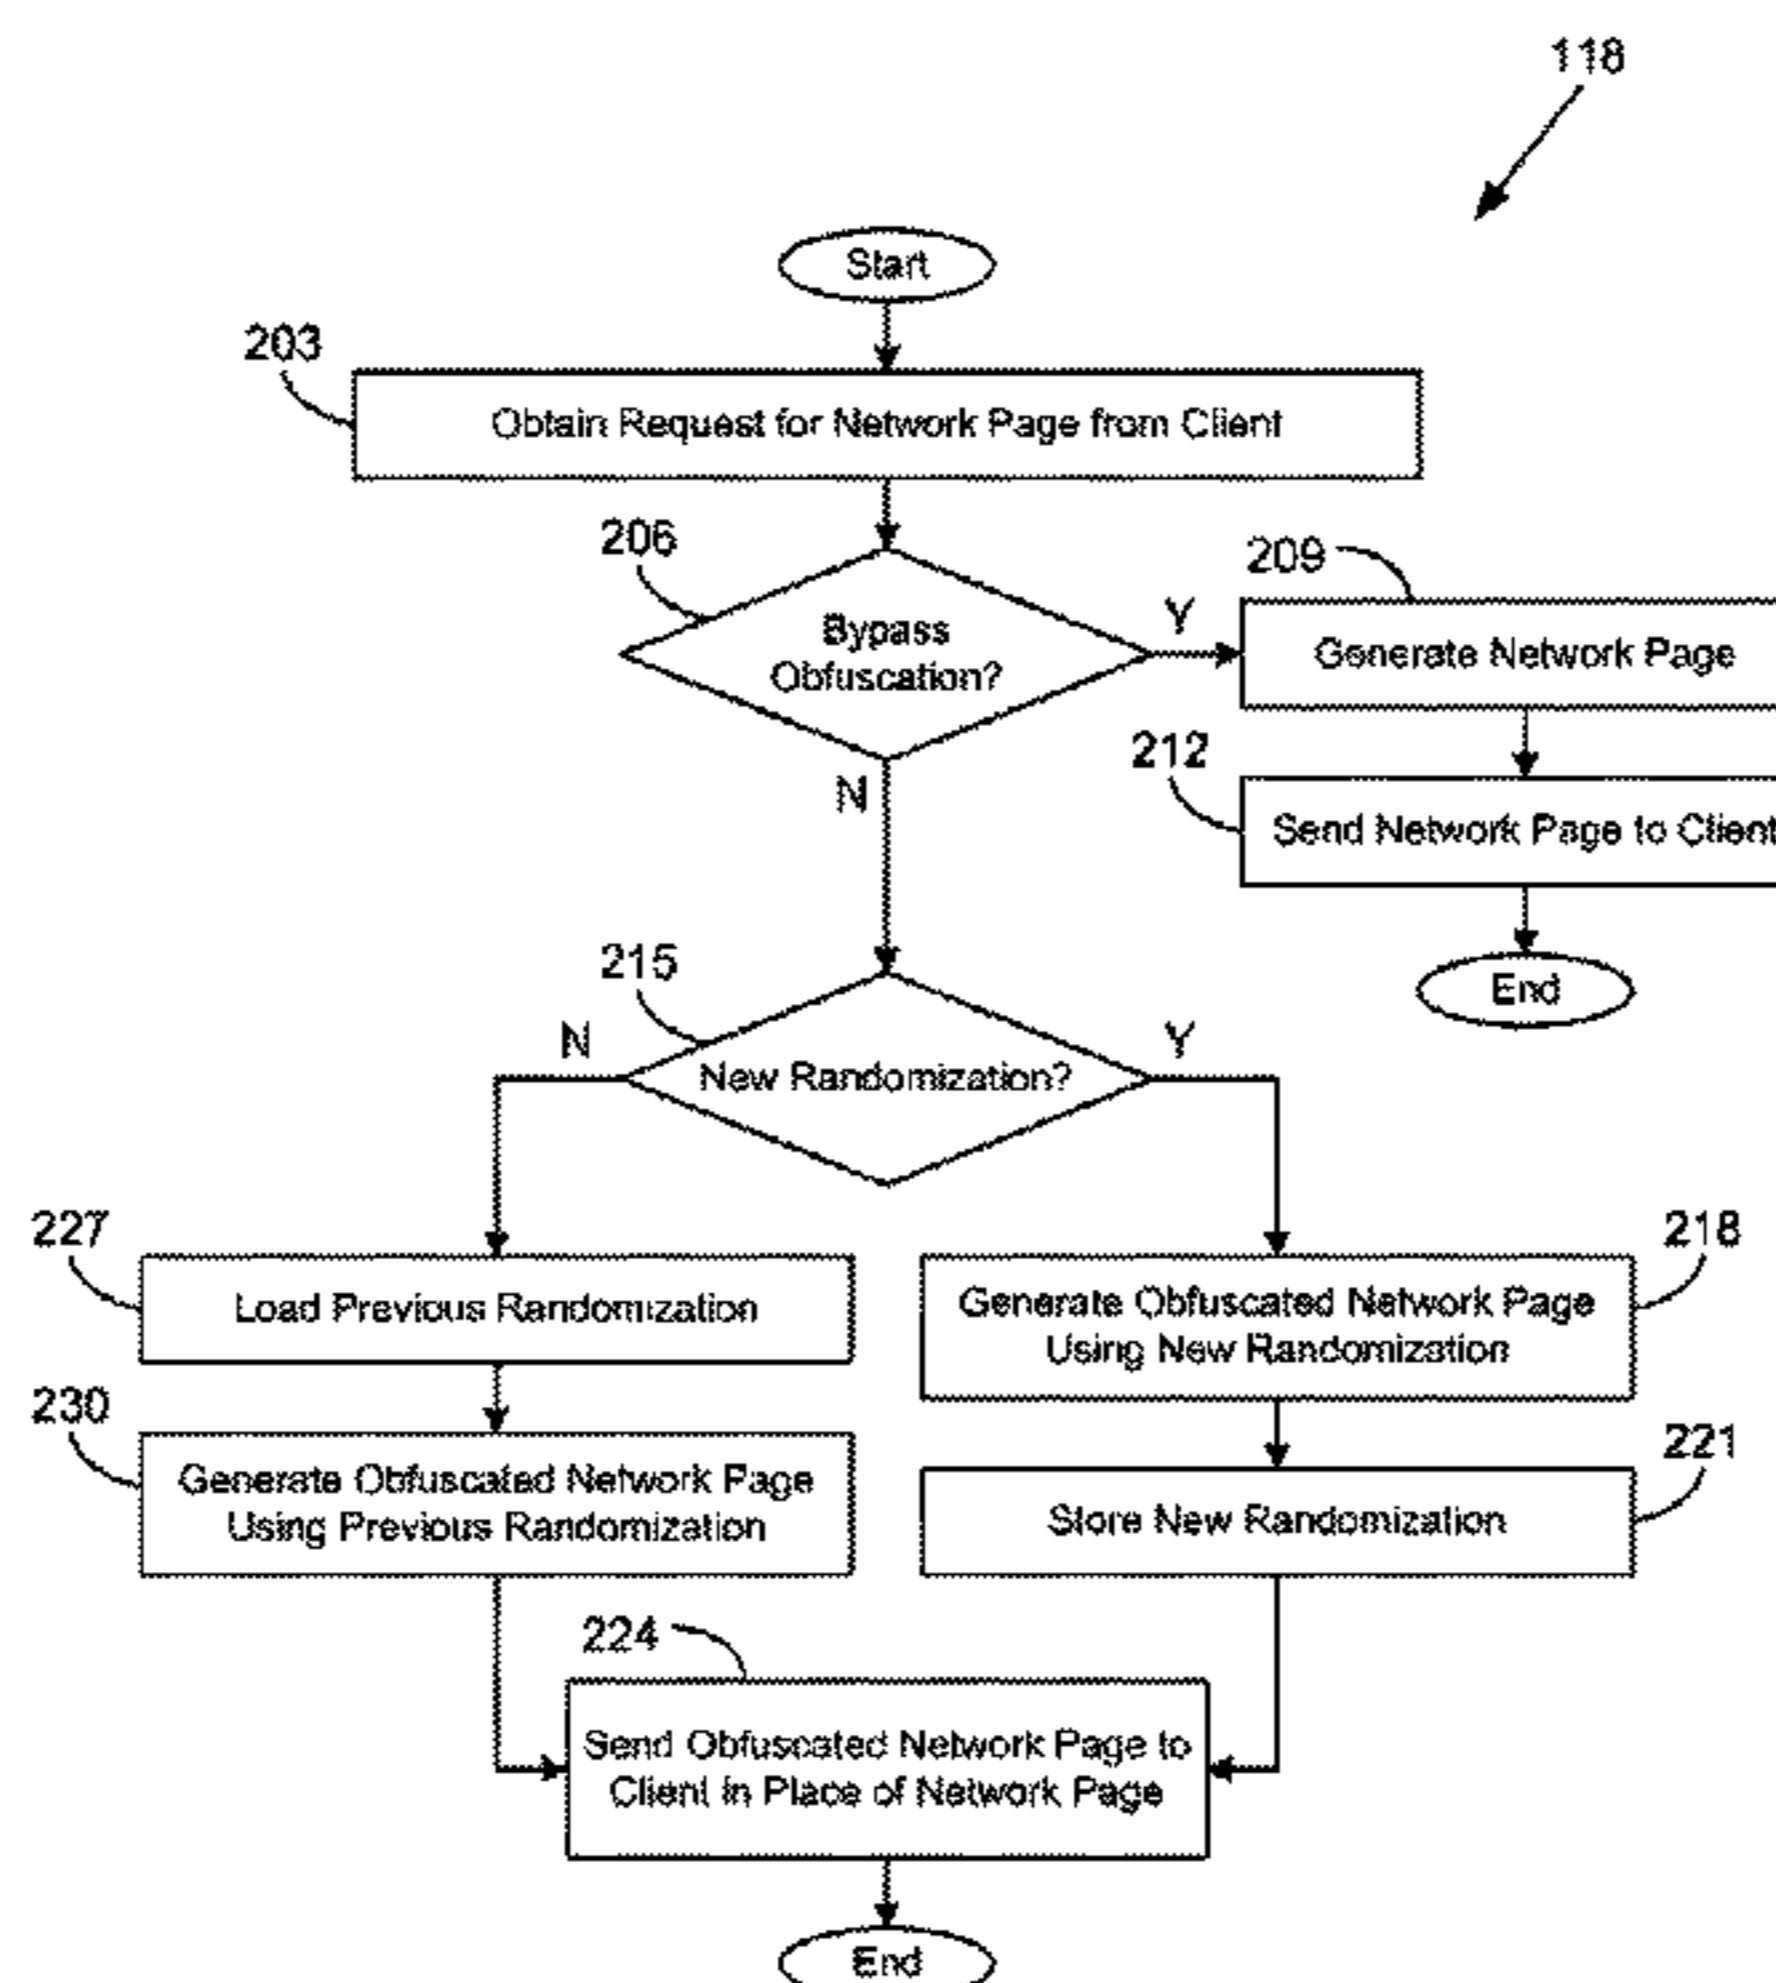 118
Start
203
Obtain Request for Network Page from Client
206
Bypass
Obfuscation?
Y
N
209
Generate Network Page
212
Send Network Page to Client
End
215
New Randomization?
N
Y
227
Load Previous Randomization
218
Generate Obfuscated Network Page
Using New Randomization
230
Generate Obfuscated Network Page
Using Previous Randomization
221
Store New Randomization
224
Send Obfuscated Network Page to
Client in Place of Network Page
End